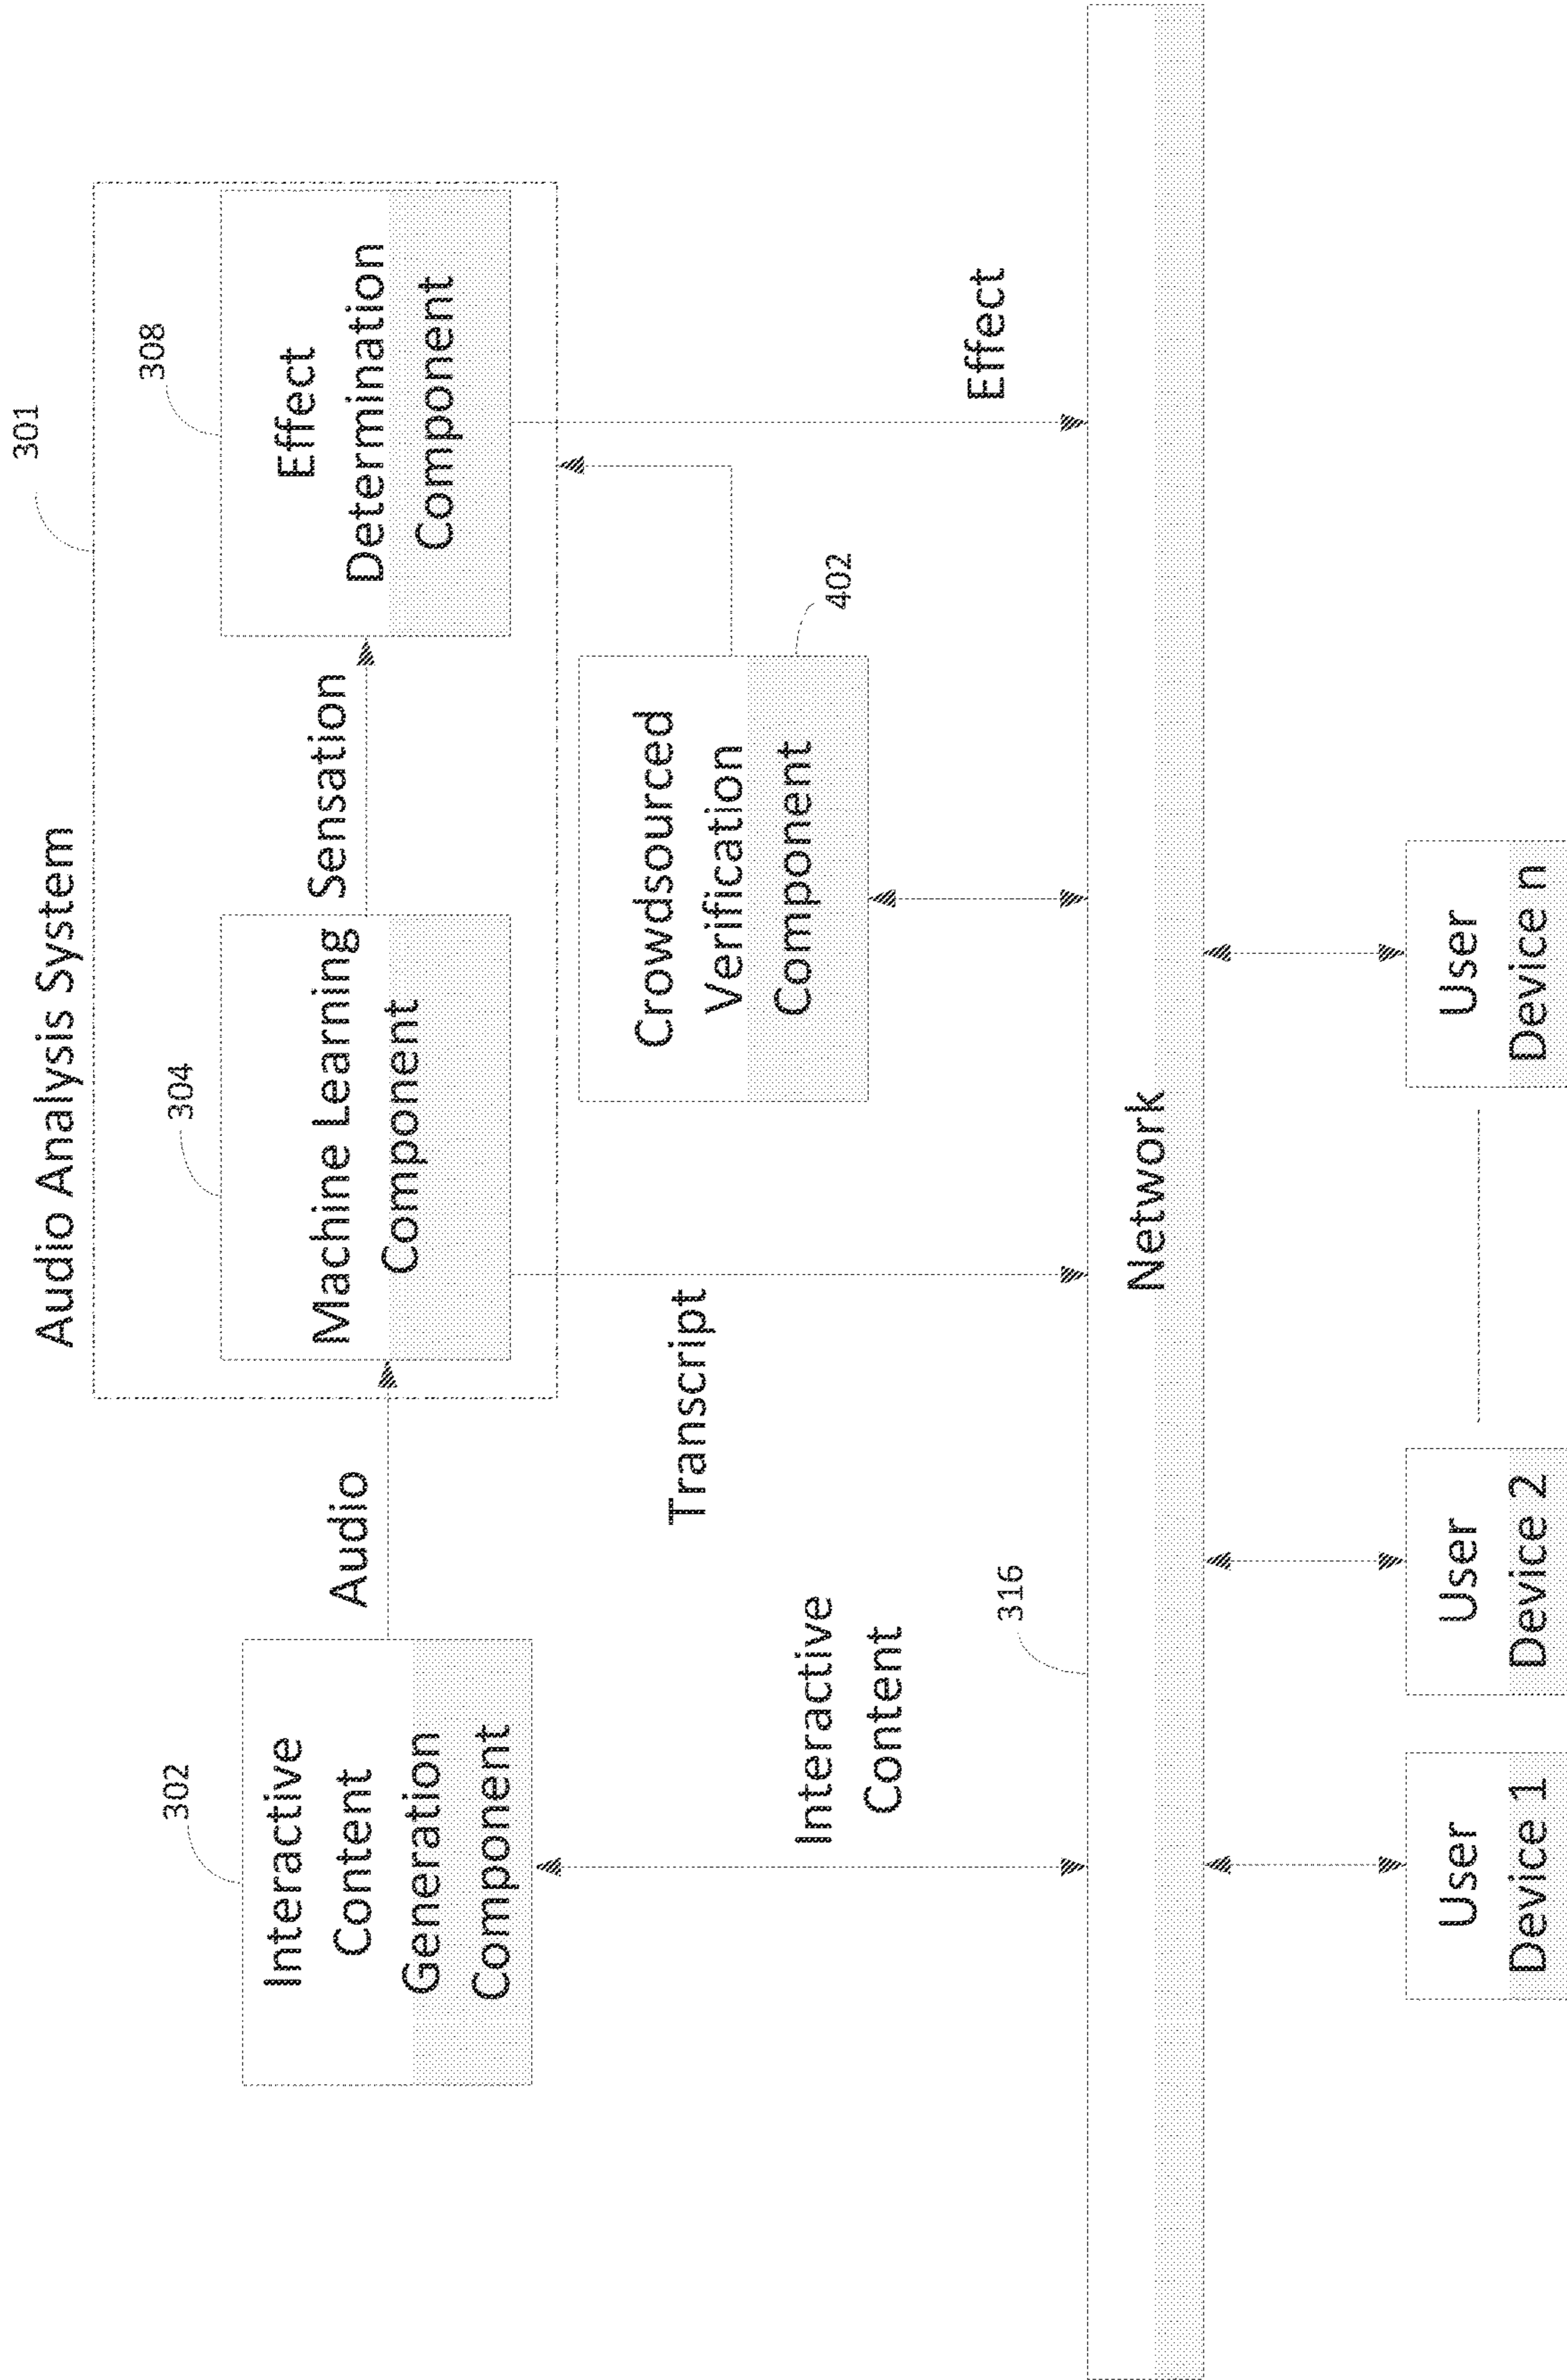 Audio Analysis System
301
302
304
308
Interactive
Content
Generation
Component
Audio
Machine Learning
Component
Sensation
Effect
Determination
Component
Transcript
Crowdsourced
Verification
Component
402
Interactive
Content
316
Effect
Network
User
Device 1
User
Device 2
User
Device n